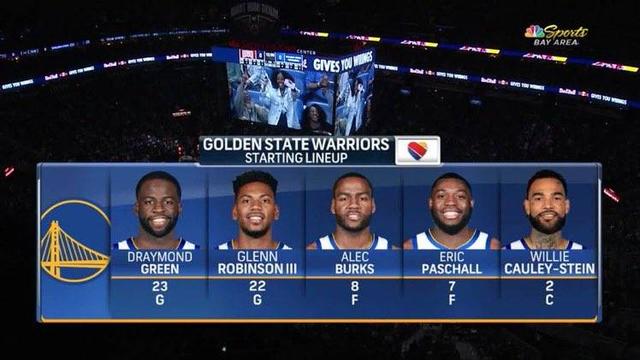 NBC Sports
BAY AREA
GIVES YOU WINGS
GOLDEN STATE WARRIORS
STARTING LINEUP
DRAYMOND
GREEN
23
G
GLENN
ROBINSON III
22
G
ALEC
BURKS
8
F
ERIC
PASCHALL
7
F
WILLIE
CAULEY-STEIN
2
C